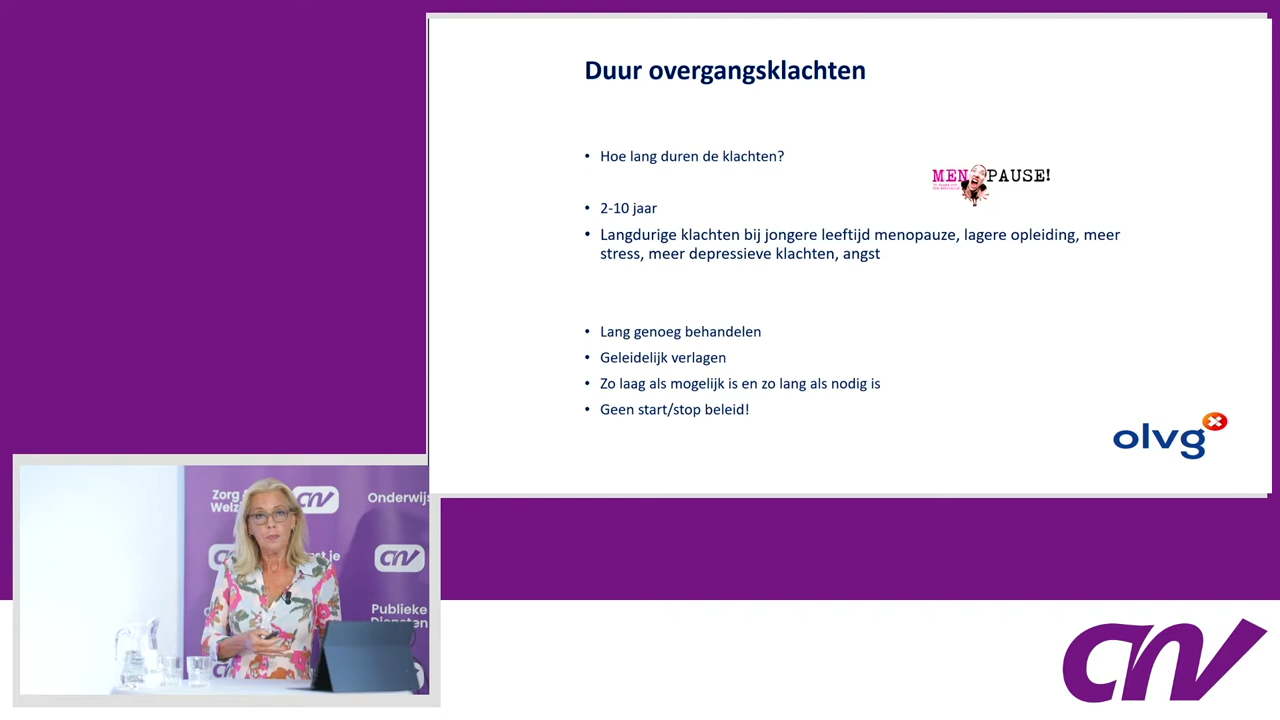 Duur overgangsklachten
• Hoe lang duren de klachten?
MEN PAUSE!
• 2-10 jaar
• Langdurige klachten bij jongere leeftijd menopauze, lagere opleiding, meer
stress, meer depressieve klachten, angst
• Lang genoeg behandelen
• Geleidelijk verlagen
• Zo laag als mogelijk is en zo lang als nodig is
• Geen start/stop beleid!
olvg
Zorg
Welz
CNV
Onderwijs
CNV
Publieke
Diensten
CNV